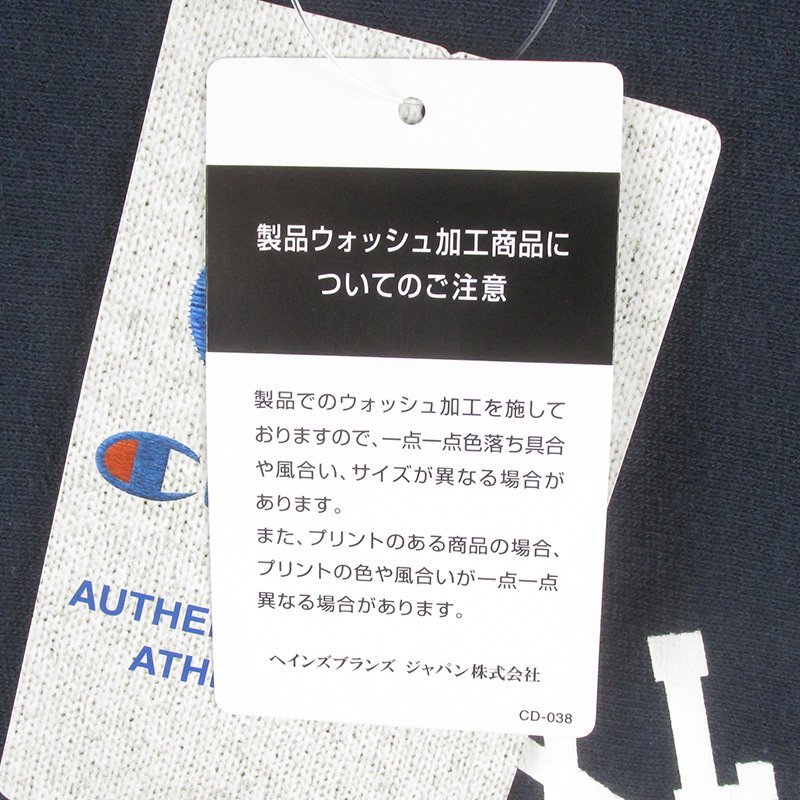 製品ウォッシュ加工商品に
ついてのご注意
製品でのウォッシュ加工を施して
おりますので、一点一点色落ち具合
や風合い、サイズが異なる場合が
あります。
また、プリントのある商品の場合、
プリントの色や風合いが一点一点
異なる場合があります。
ヘインズブランズ ジャパン株式会社
CD-038